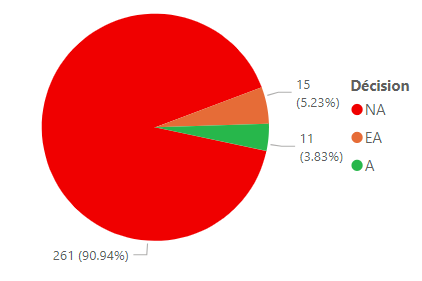 15
(5.23%)
Décision
NA
EA
A
11
(3.83%)
261 (90.94%)